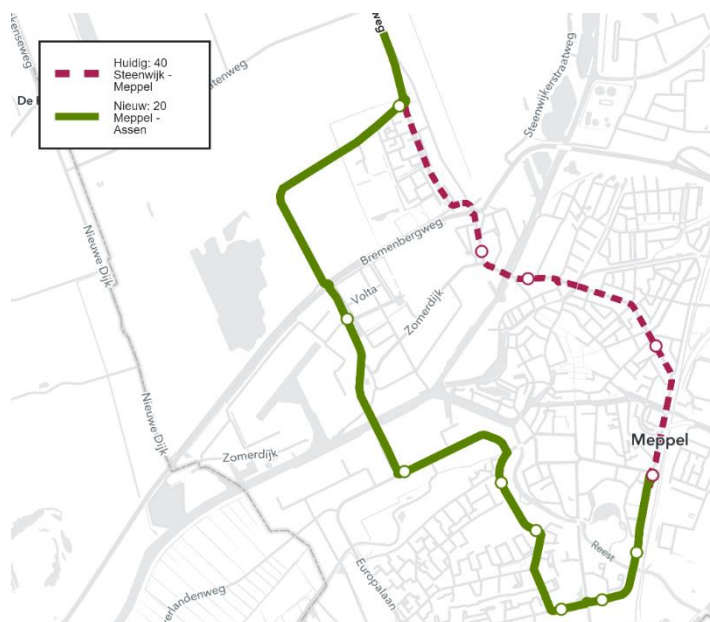 Huidig: 40
Steenwijk -
Meppel
Nieuw: 20
Meppel -
Assen
Steenwijkerstraatweg
Nieuwe Dijk
Bremenbergweg
Volta
Zomerdijk
Nieuwe Dijk
Zomerdijk
Meppel
Reest
Europalaan